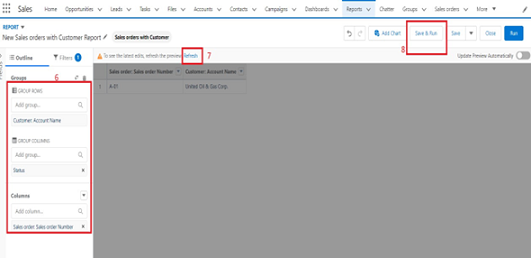 Sales Home Opportunities Leads Tasks Files Accounts Contacts Campaigns Dashboards Reports Chatter Groups Sales orders More
REPORT
New Sales orders with Customer Report Sales orders with Customer
Add Chart Save & Run Save Close Run
8
Outline Filters 1
To see the latest edits, refresh the preview. Refresh 7
Update Preview Automatically
Groups 6
GROUP ROWS
Add group...
Customer: Account Name
GROUP COLUMNS
Add group...
Status
Columns
Add column...
Sales order: Sales order Number
Sales order: Sales order Number Customer: Account Name
1 United Oil & Gas Corp.